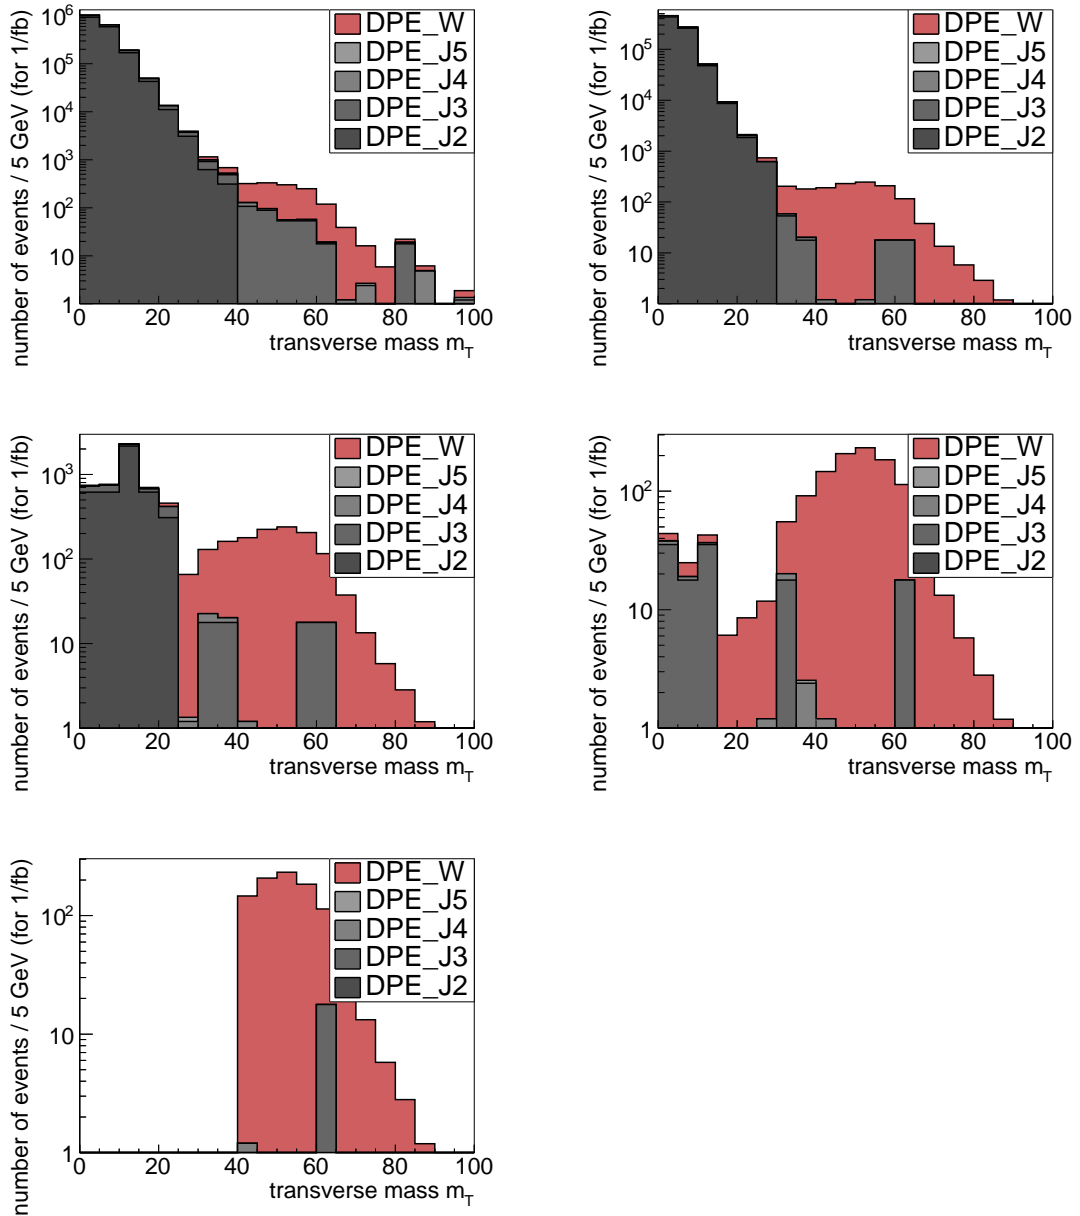 number of events / 5 GeV (for 1/fb)
10^6
10^5
10^4
10^3
10^2
10
1
DPE_W
DPE_J5
DPE_J4
DPE_J3
DPE_J2
0 20 40 60 80 100
transverse mass m_T
number of events / 5 GeV (for 1/fb)
10^5
10^4
10^3
10^2
10
1
DPE_W
DPE_J5
DPE_J4
DPE_J3
DPE_J2
0 20 40 60 80 100
transverse mass m_T
number of events / 5 GeV (for 1/fb)
10^3
10^2
10
1
DPE_W
DPE_J5
DPE_J4
DPE_J3
DPE_J2
0 20 40 60 80 100
transverse mass m_T
number of events / 5 GeV (for 1/fb)
10^2
10
1
DPE_W
DPE_J5
DPE_J4
DPE_J3
DPE_J2
0 20 40 60 80 100
transverse mass m_T
number of events / 5 GeV (for 1/fb)
10^2
10
1
DPE_W
DPE_J5
DPE_J4
DPE_J3
DPE_J2
0 20 40 60 80 100
transverse mass m_T